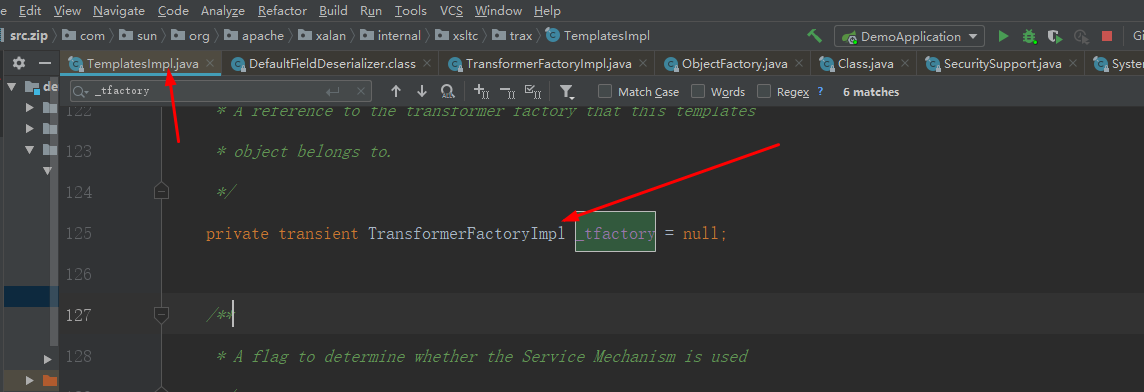 Edit View Navigate Code Analyze Refactor Build Run Tools VCS Window Help
src.zip com sun org apache xalan internal xsltc trax TemplatesImpl DemoApplication Gi
TemplatesImpl.java DefaultFieldDeserializer.class TransformerFactoryImpl.java ObjectFactory.java Class.java SecuritySupport.java System
_tfactory Match Case Words Regex ? 6 matches
122 * A reference to the transformer factory that this templates
de
123 * object belongs to.
124 */
125 private transient TransformerFactoryImpl _tfactory = null;
126
127 /**
128 * A flag to determine whether the Service Mechanism is used